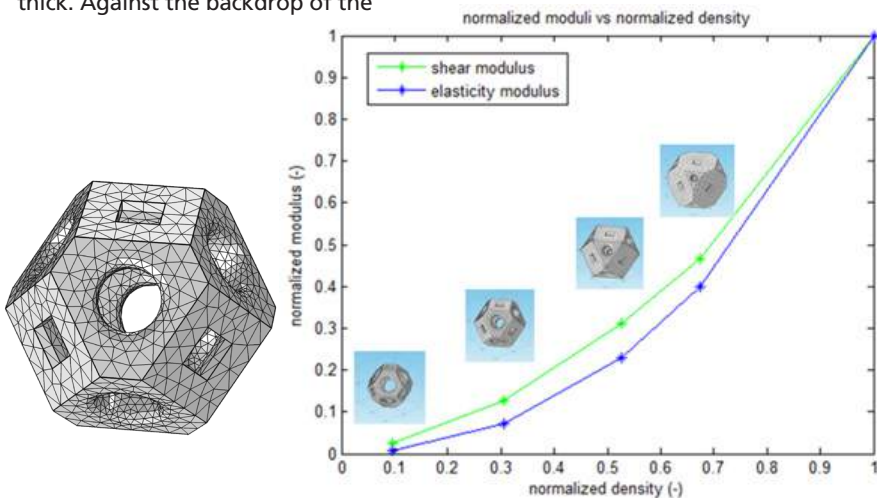 thick. Against the backdrop of the
normalized moduli vs normalized density
shear modulus
elasticity modulus
normalized modulus (-)
1
0.9
0.8
0.7
0.6
0.5
0.4
0.3
0.2
0.1
0
0 0.1 0.2 0.3 0.4 0.5 0.6 0.7 0.8 0.9 1
normalized density (-)